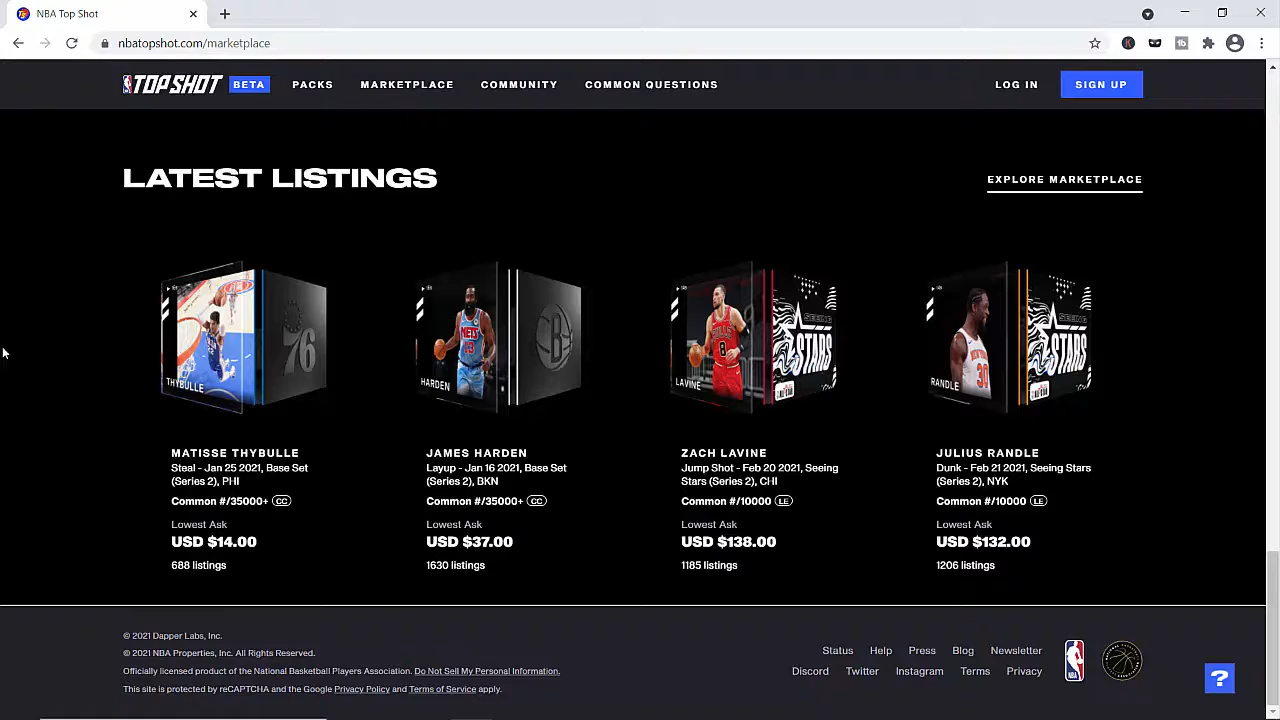 NBA Top Shot
nbatopshot.com/marketplace
TOP SHOT BETA PACKS MARKETPLACE COMMUNITY COMMON QUESTIONS LOG IN SIGN UP
LATEST LISTINGS
EXPLORE MARKETPLACE
THYBULLE
76
HARDEN
B
LAVINE
SEEING
STARS
RANDLE
SEEING
STARS
MATISSE THYBULLE
Steal - Jan 25 2021, Base Set
(Series 2), PHI
Common #/35000+ CC
Lowest Ask
USD $14.00
688 listings
JAMES HARDEN
Layup - Jan 16 2021, Base Set
(Series 2), BKN
Common #/35000+ CC
Lowest Ask
USD $37.00
1630 listings
ZACH LAVINE
Jump Shot - Feb 20 2021, Seeing
Stars (Series 2), CHI
Common #/10000 LE
Lowest Ask
USD $138.00
1185 listings
JULIUS RANDLE
Dunk - Feb 21 2021, Seeing Stars
(Series 2), NYK
Common #/10000 LE
Lowest Ask
USD $132.00
1206 listings
© 2021 Dapper Labs, Inc.
© 2021 NBA Properties, Inc. All Rights Reserved.
Officially licensed product of the National Basketball Players Association. Do Not Sell My Personal Information.
This site is protected by reCAPTCHA and the Google Privacy Policy and Terms of Service apply.
Status Help Press Blog Newsletter
Discord Twitter Instagram Terms Privacy
NBA
?